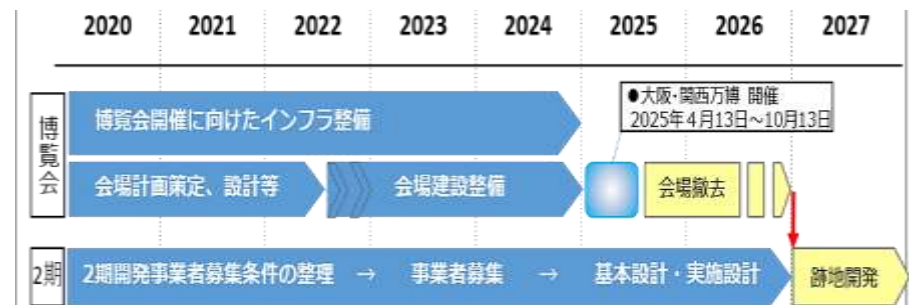 2020 2021 2022 2023 2024 2025 2026 2027
博覧会
博覧会開催に向けたインフラ整備
●大阪・関西万博 開催
2025年4月13日～10月13日
会場計画策定、設計等
会場建設整備
会場撤去
2期
2期開発事業者募集条件の整理 → 事業者募集 → 基本設計・実施設計
跡地開発